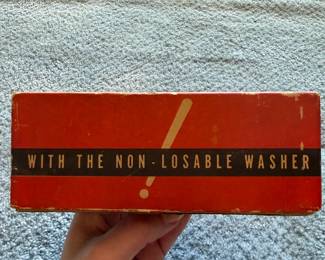 WITH THE NON-LOSABLE WASHER